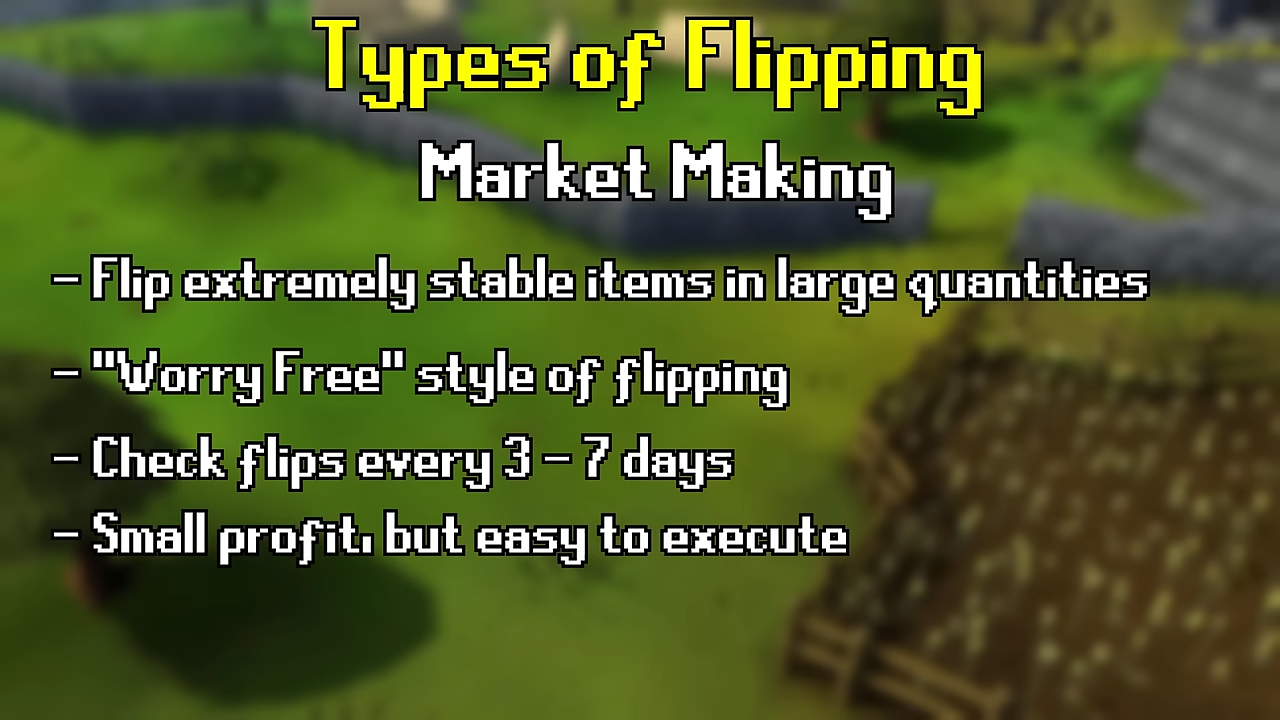 Types of Flipping
Market Making
- Flip extremely stable items in large quantities
- "Worry Free" style of flipping
- Check flips every 3 - 7 days
- Small profit, but easy to execute